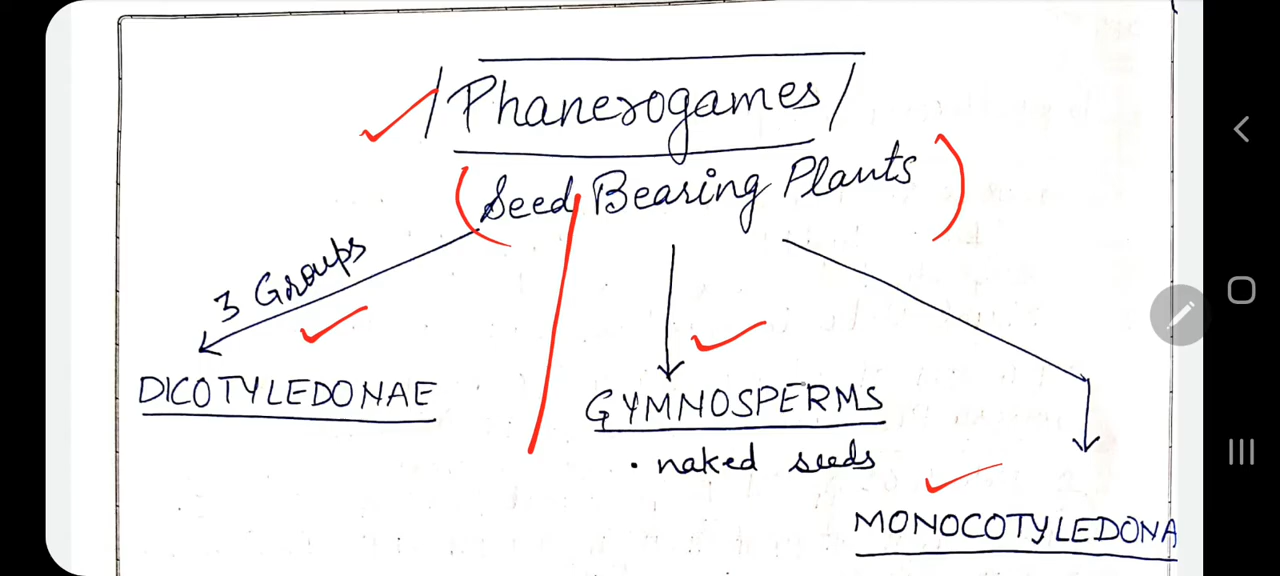 Phanerogames
(Seed Bearing Plants)
3 Groups
DICOTYLEDONAE
GYMNOSPERMS
• naked seeds
MONOCOTYLEDONA